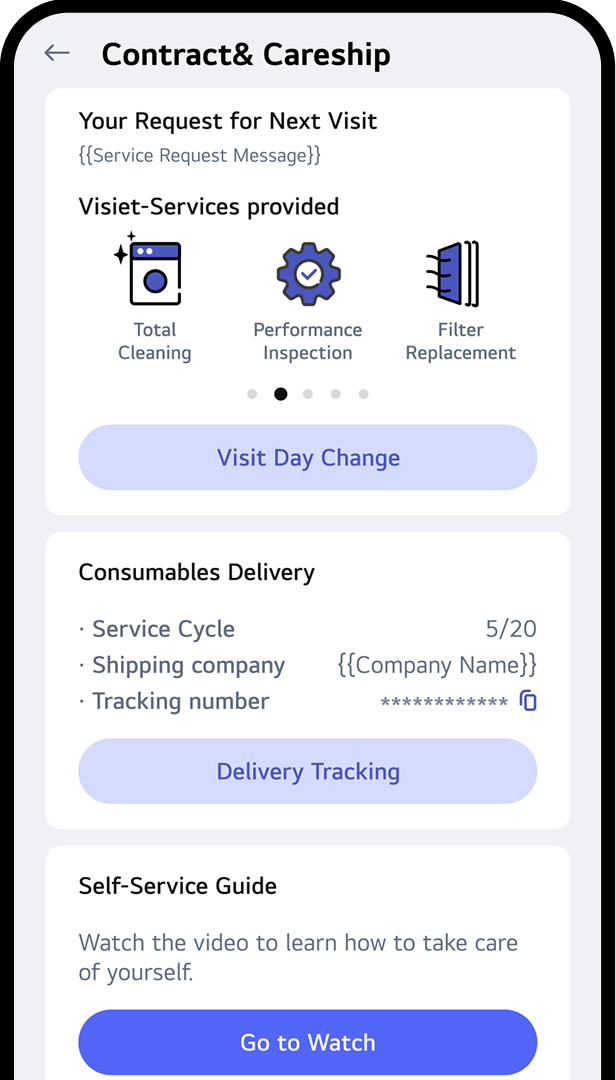 Contract& Careship
Your Request for Next Visit
{{Service Request Message}}
Visiet-Services provided
Total
Cleaning
Performance
Inspection
Filter
Replacement
Visit Day Change
Consumables Delivery
· Service Cycle 5/20
· Shipping company {{Company Name}}
· Tracking number ************
Delivery Tracking
Self-Service Guide
Watch the video to learn how to take care
of yourself.
Go to Watch